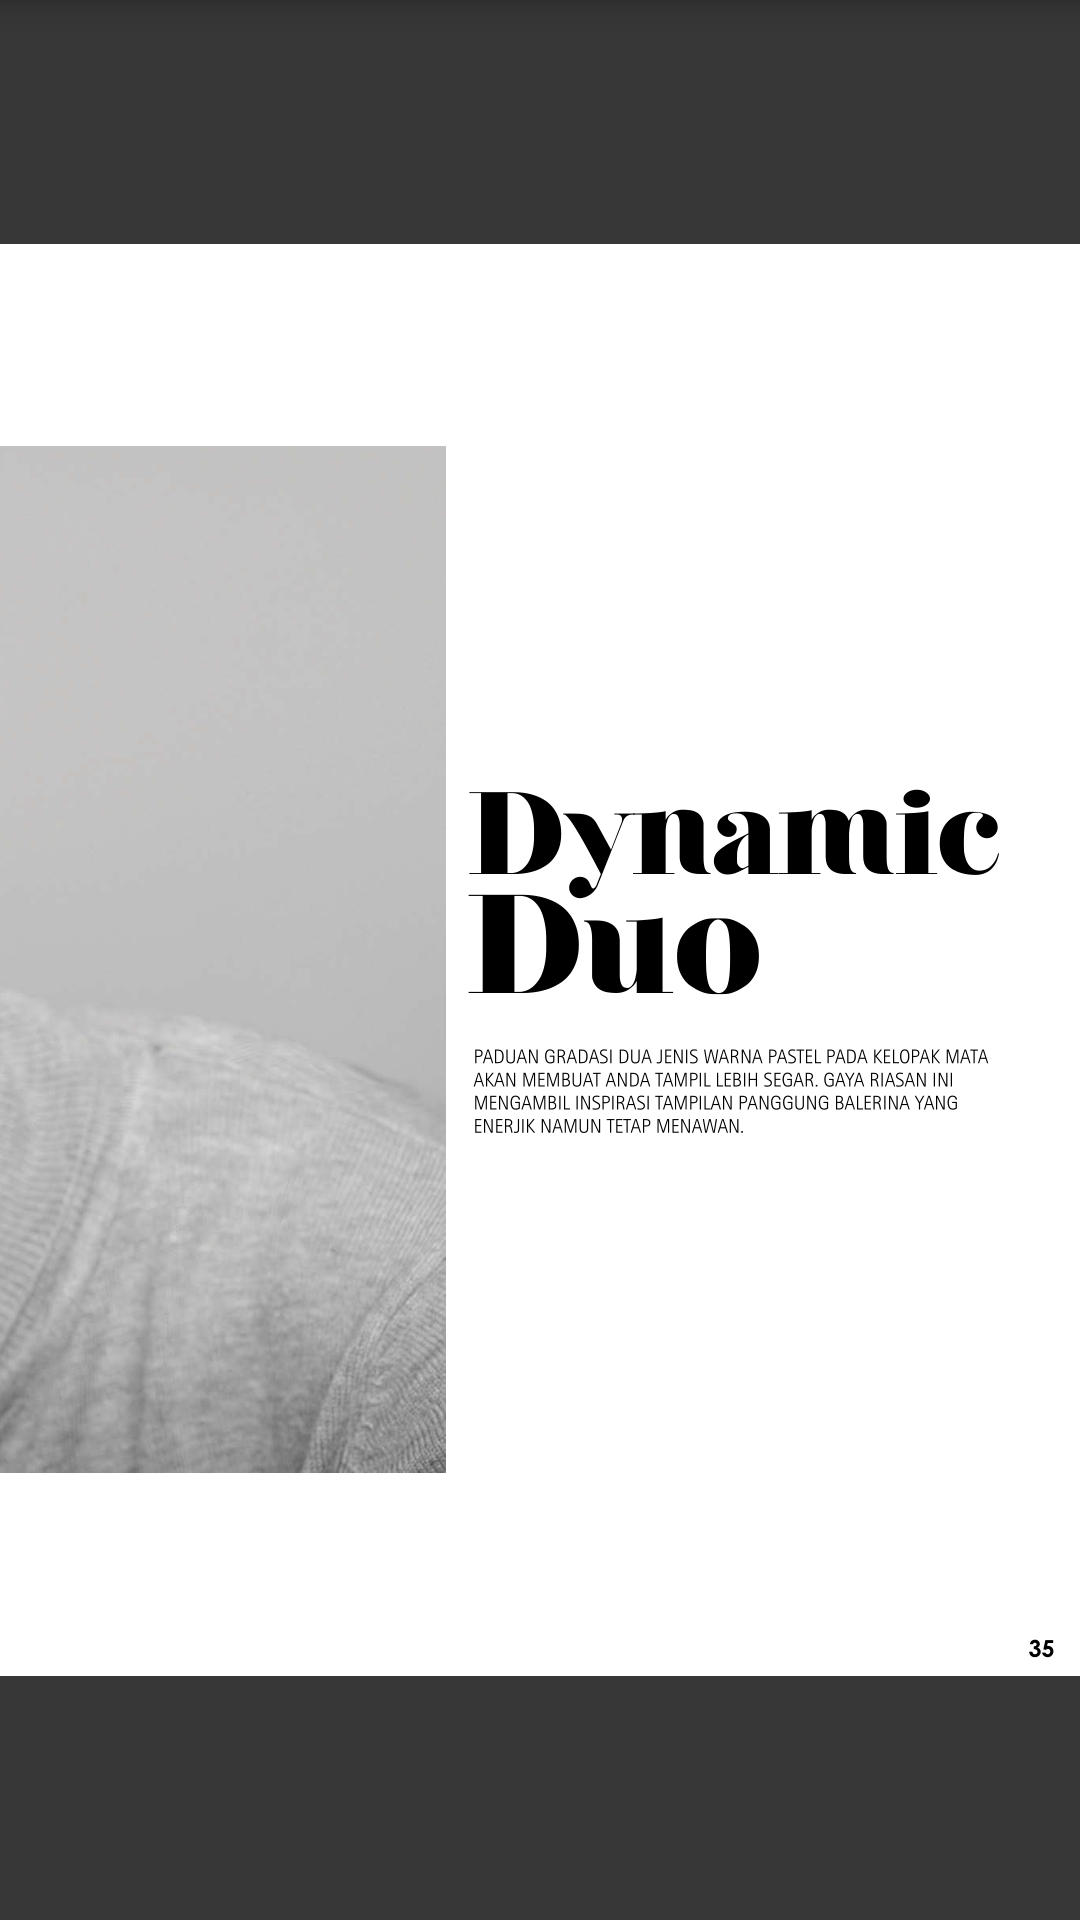 Dynamic
Duo
PADUAN GRADASI DUA JENIS WARNA PASTEL PADA KELOPAK MATA
AKAN MEMBUAT ANDA TAMPIL LEBIH SEGAR. GAYA RIASAN INI
MENGAMBIL INSPIRASI TAMPILAN PANGGUNG BALERINA YANG
ENERJIK NAMUN TETAP MENAWAN.
35